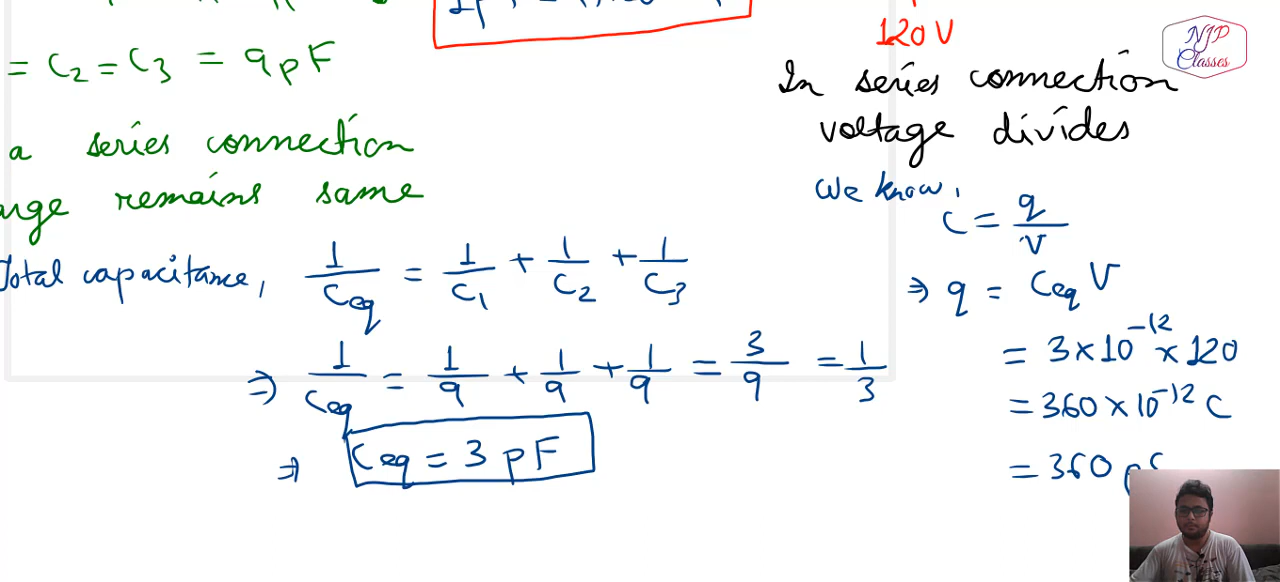 120 V
NJP
Classes
= C₂ = C₃ = 9 pF
In series connection
voltage divides
a series connection
remains same
We know,
C = q/V
Total capacitance, 1/Ceq = 1/C₁ + 1/C₂ + 1/C₃
⇒ q = Ceq V
= 3×10⁻¹² × 120
⇒ 1/Ceq = 1/9 + 1/9 + 1/9 = 3/9 = 1/3
= 360×10⁻¹² C
⇒ Ceq = 3 pF
= 360